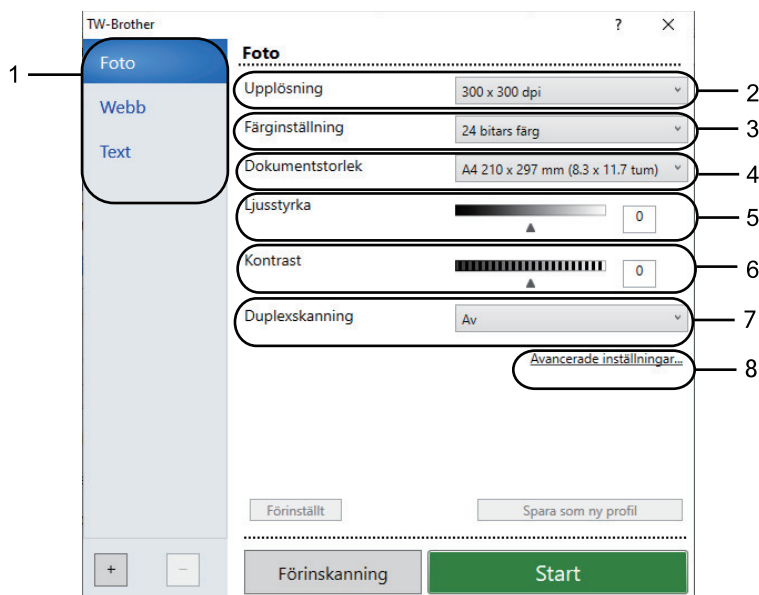 TW-Brother ? ×
1
Foto
Webb
Text
Foto
Upplösning 300 x 300 dpi 2
Färginställning 24 bitars färg 3
Dokumentstorlek A4 210 x 297 mm (8.3 x 11.7 tum) 4
Ljusstyrka 0 5
Kontrast 0 6
Duplexskanning Av 7
Avancerade inställningar... 8
Förinställt Spara som ny profil
+ − Förinskanning Start